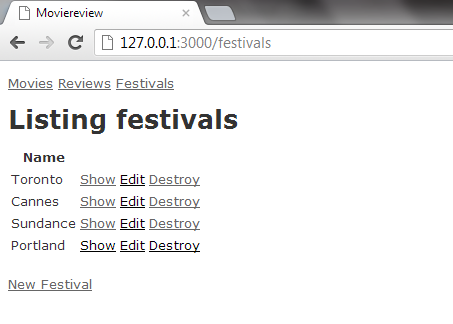 Moviereview
127.0.0.1:3000/festivals
Movies Reviews Festivals
Listing festivals
Name
Toronto Show Edit Destroy
Cannes Show Edit Destroy
Sundance Show Edit Destroy
Portland Show Edit Destroy
New Festival